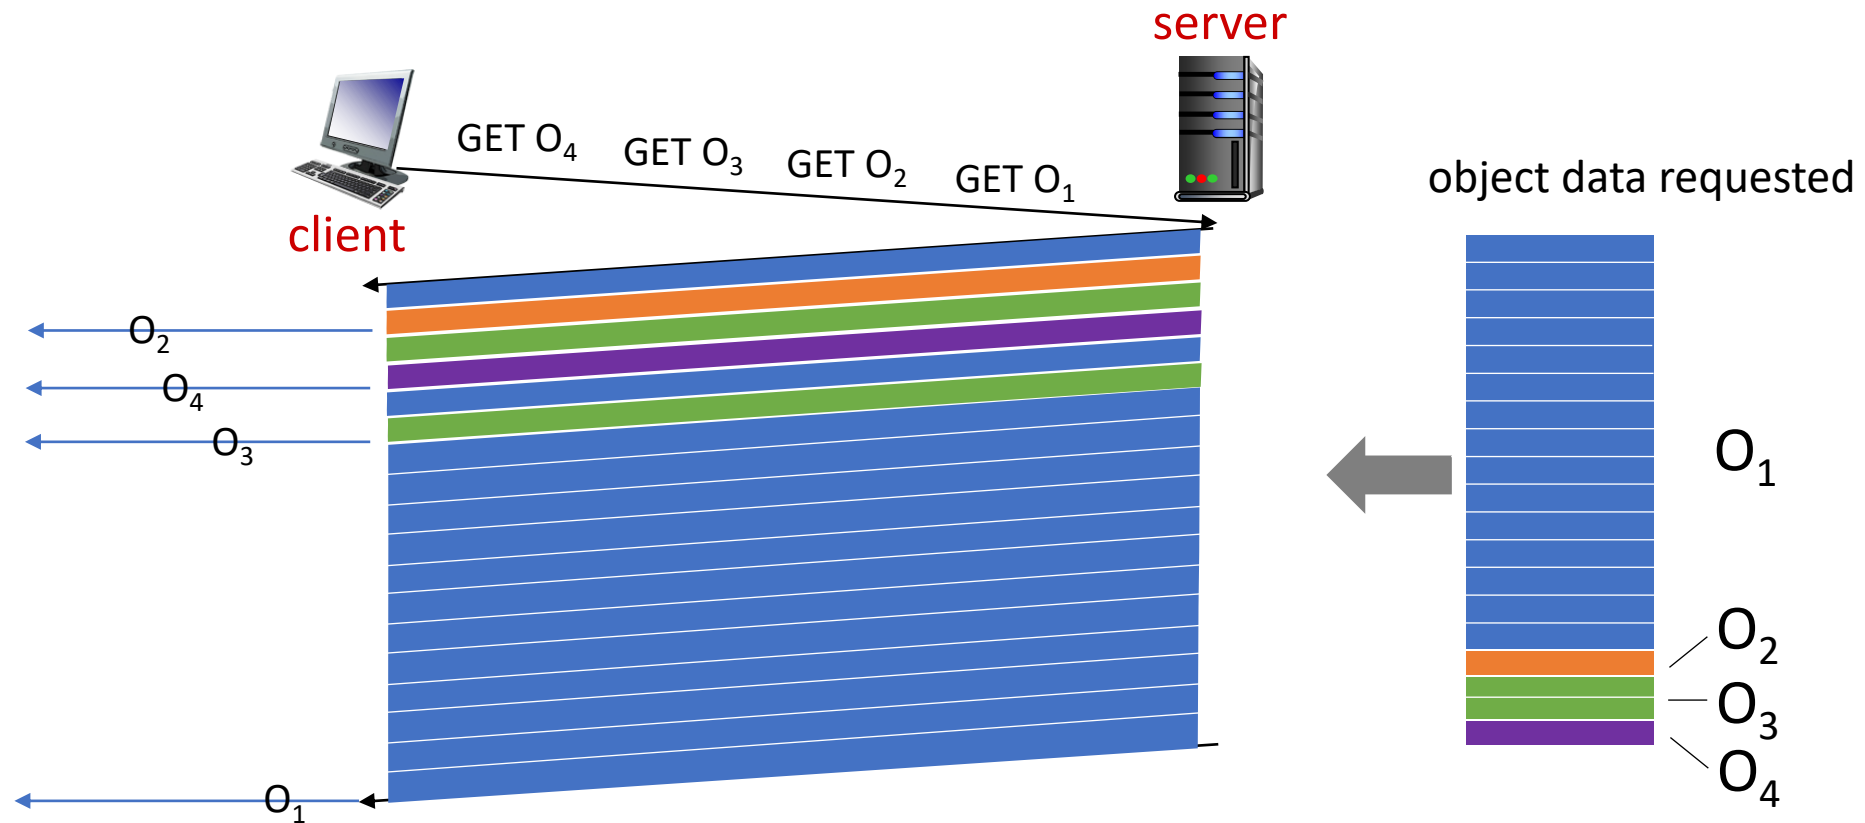 server
GET O₄
GET O₃
GET O₂
GET O₁
object data requested
client
O₂
O₄
O₃
O₁
O₁
O₂
O₃
O₄